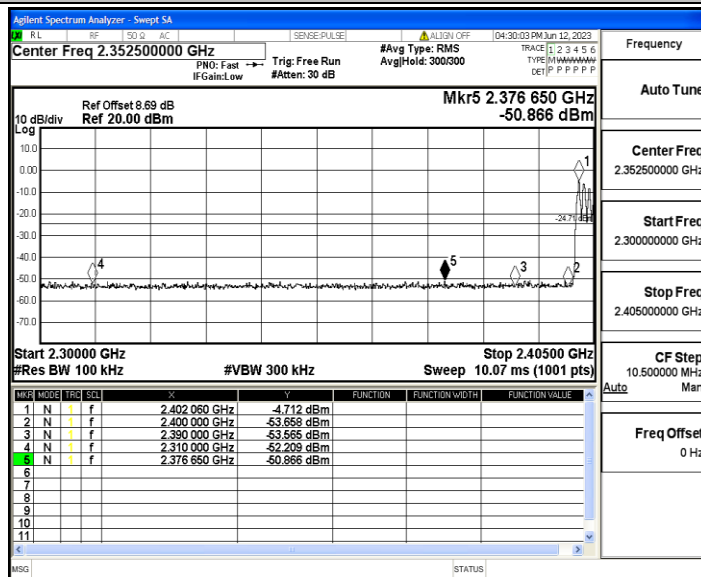 Agilent Spectrum Analyzer - Swept SA
RL RF 50 Ω AC SENSE:PULSE ALIGN OFF 04:30:03 PM Jun 12, 2023
Center Freq 2.352500000 GHz
PNO: Fast
IFGain:Low
Trig: Free Run
#Atten: 30 dB
#Avg Type: RMS
Avg|Hold: 300/300
TRACE 1 2 3 4 5 6
TYPE M W W W W W
DET P P P P P P
Ref Offset 8.69 dB
Ref 20.00 dBm
10 dB/div
Log
Mkr5 2.376 650 GHz
-50.866 dBm
10.0
0.00
-10.0
-20.0
-30.0
-40.0
-50.0
-60.0
-70.0
1
2
3
4
5
Start 2.30000 GHz
#Res BW 100 kHz
#VBW 300 kHz
Stop 2.40500 GHz
Sweep 10.07 ms (1001 pts)
MKR MODE TRC SCL X Y FUNCTION FUNCTION WIDTH FUNCTION VALUE
1 N 1 f 2.402 060 GHz -4.712 dBm
2 N 1 f 2.400 000 GHz -53.658 dBm
3 N 1 f 2.390 000 GHz -53.565 dBm
4 N 1 f 2.310 000 GHz -52.209 dBm
5 N 1 f 2.376 650 GHz -50.866 dBm
6
7
8
9
10
11
MSG STATUS
Frequency
Auto Tune
Center Freq
2.352500000 GHz
Start Freq
2.300000000 GHz
Stop Freq
2.405000000 GHz
CF Step
10.500000 MHz
Auto Man
Freq Offset
0 Hz